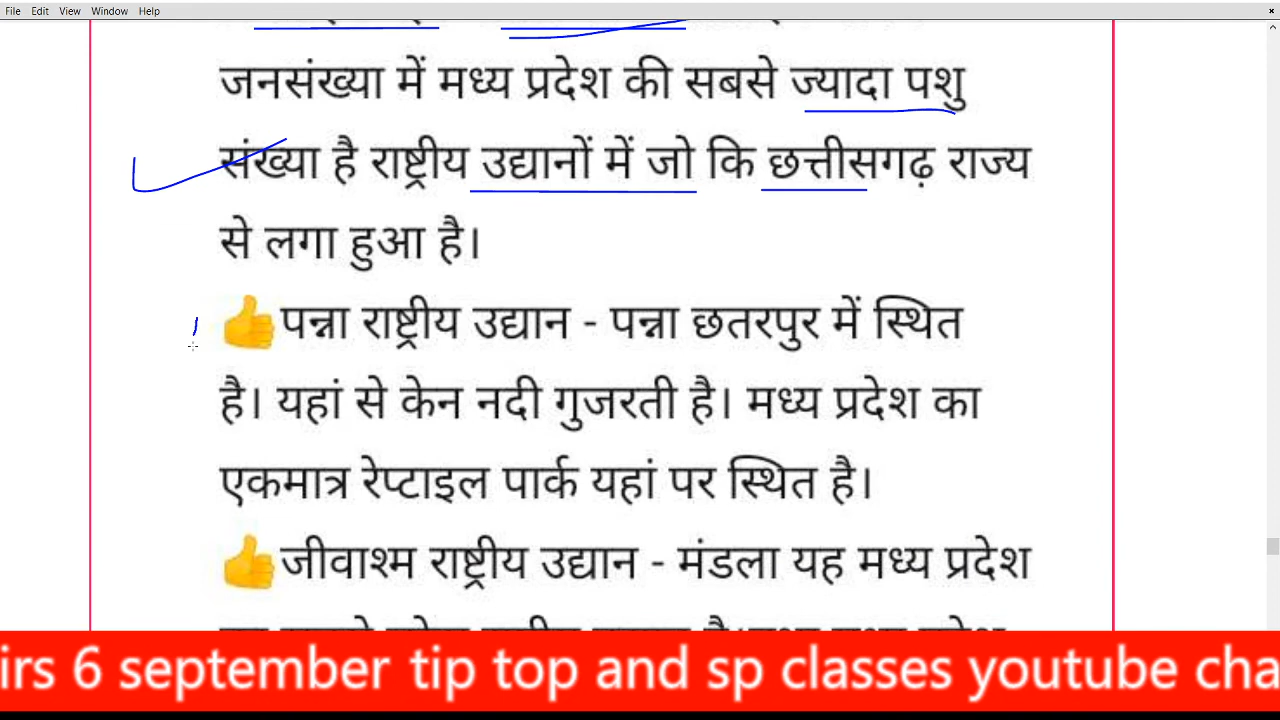 File Edit View Window Help
जनसंख्या में मध्य प्रदेश की सबसे ज्यादा पशु
संख्या है राष्ट्रीय उद्यानों में जो कि छत्तीसगढ़ राज्य
से लगा हुआ है।
👍पन्ना राष्ट्रीय उद्यान - पन्ना छतरपुर में स्थित
है। यहां से केन नदी गुजरती है। मध्य प्रदेश का
एकमात्र रेप्टाइल पार्क यहां पर स्थित है।
👍जीवाश्म राष्ट्रीय उद्यान - मंडला यह मध्य प्रदेश
irs 6 september tip top and sp classes youtube cha